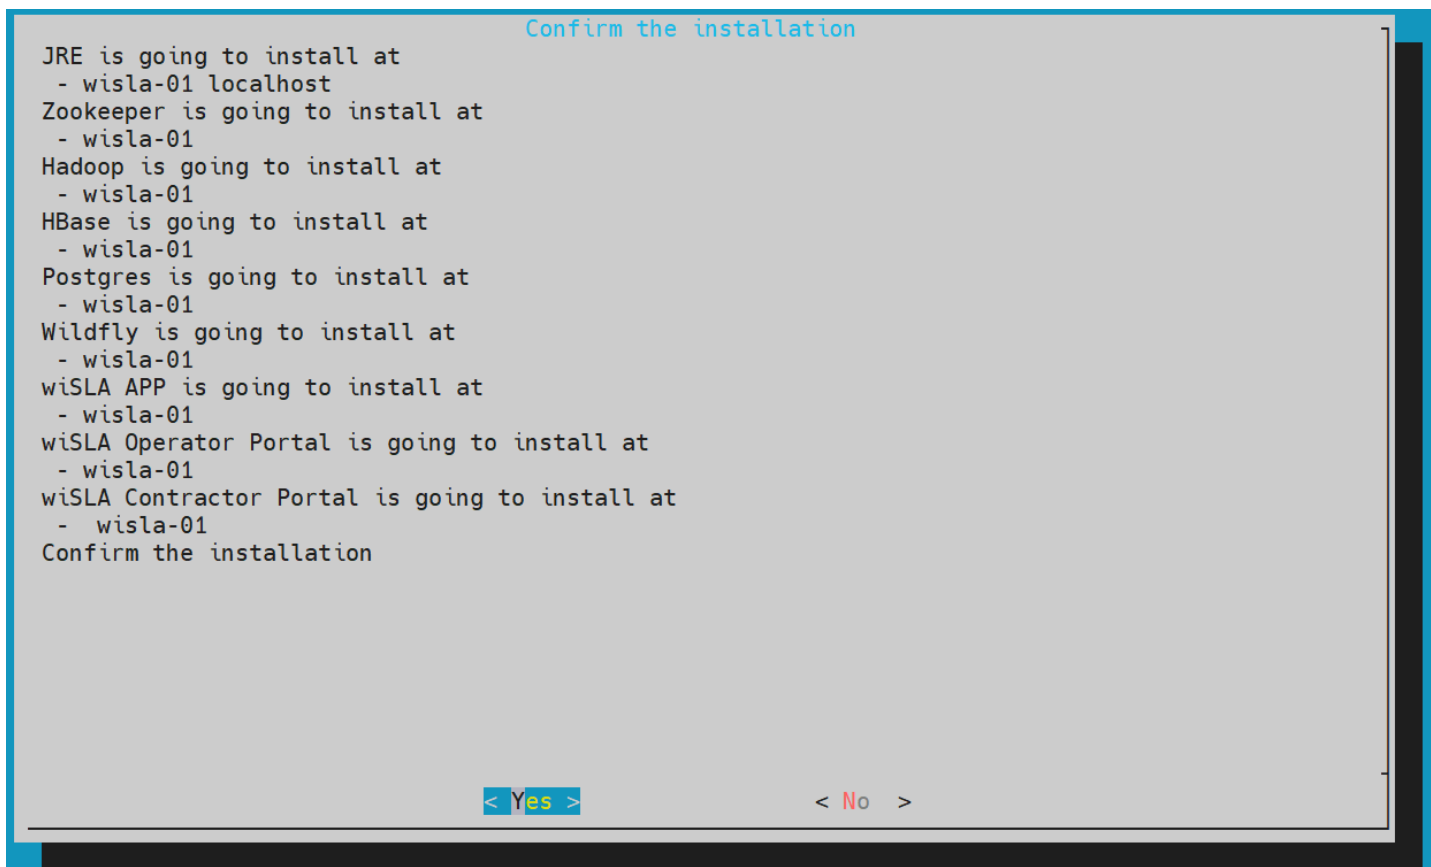 Confirm the installation
JRE is going to install at
- wisla-01 localhost
Zookeeper is going to install at
- wisla-01
Hadoop is going to install at
- wisla-01
HBase is going to install at
- wisla-01
Postgres is going to install at
- wisla-01
Wildfly is going to install at
- wisla-01
wiSLA APP is going to install at
- wisla-01
wiSLA Operator Portal is going to install at
- wisla-01
wiSLA Contractor Portal is going to install at
-  wisla-01
Confirm the installation
< Yes > < No  >